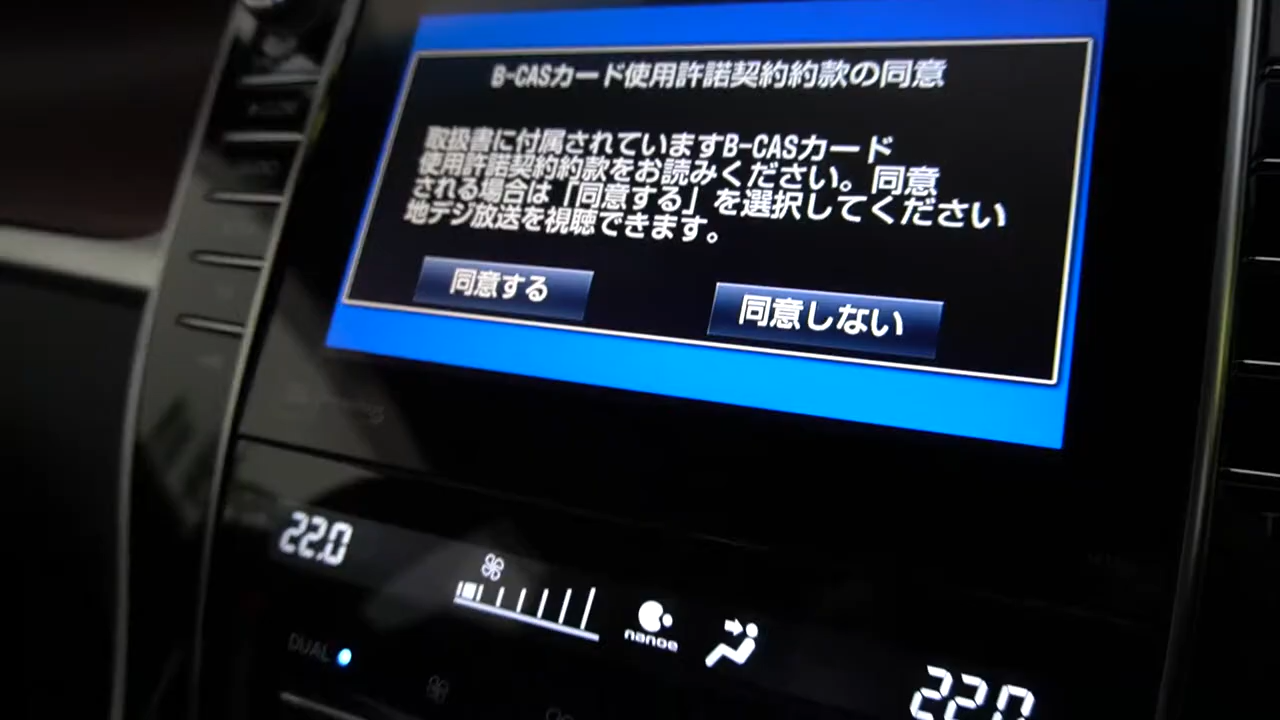 B-CASカード使用許諾契約約款の同意
取扱書に付属されていますB-CASカード
使用許諾契約約款をお読みください。同意
される場合は「同意する」を選択してください
地デジ放送を視聴できます。
同意する
同意しない
22.0
nanoe
DUAL
22.0